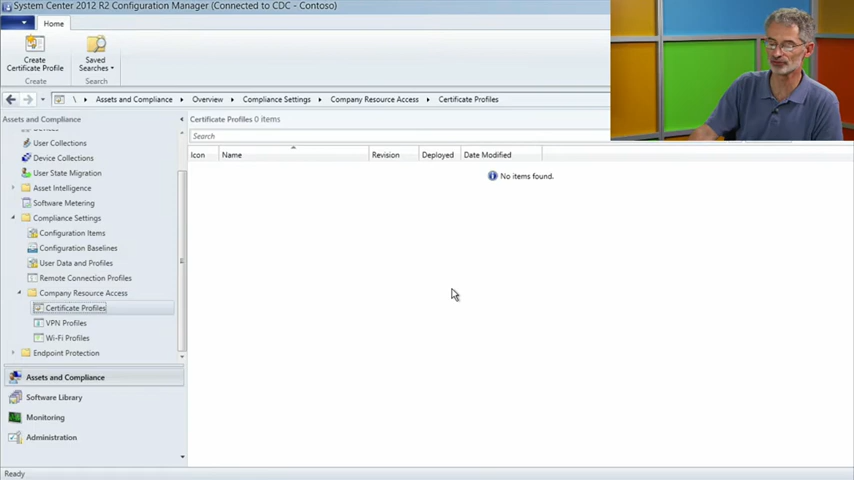 System Center 2012 R2 Configuration Manager (Connected to CDC - Contoso)
Home
Create
Certificate Profile
Saved
Searches
Create
Search
\ Assets and Compliance Overview Compliance Settings Company Resource Access Certificate Profiles
Assets and Compliance
User Collections
Device Collections
User State Migration
Asset Intelligence
Software Metering
Compliance Settings
Configuration Items
Configuration Baselines
User Data and Profiles
Remote Connection Profiles
Company Resource Access
Certificate Profiles
VPN Profiles
Wi-Fi Profiles
Endpoint Protection
Assets and Compliance
Software Library
Monitoring
Administration
Certificate Profiles 0 items
Search
Icon Name Revision Deployed Date Modified
No items found.
Ready